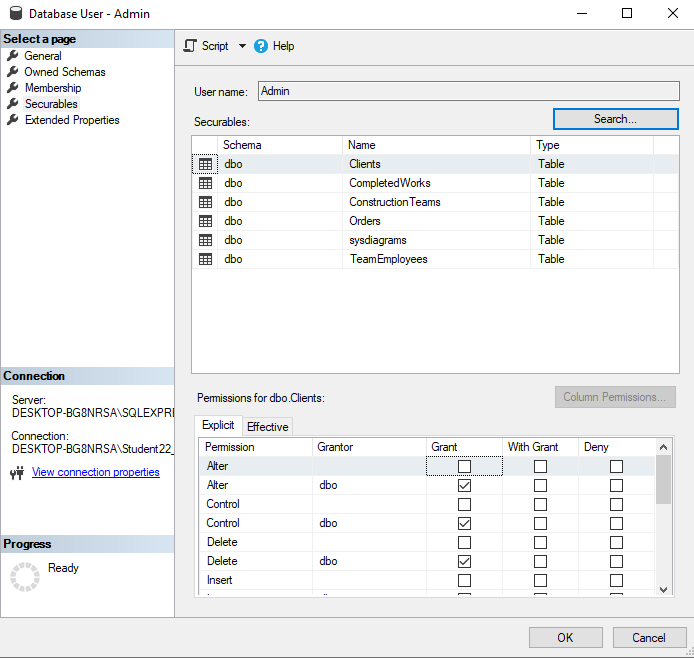 Database User - Admin
Select a page
General
Owned Schemas
Membership
Securables
Extended Properties
Script
Help
User name:
Admin
Securables:
Search...
Schema Name Type
dbo Clients Table
dbo CompletedWorks Table
dbo ConstructionTeams Table
dbo Orders Table
dbo sysdiagrams Table
dbo TeamEmployees Table
Connection
Server:
DESKTOP-BG8NRSA\SQLEXPRE
Connection:
DESKTOP-BG8NRSA\Student22_
View connection properties
Progress
Ready
Permissions for dbo.Clients:
Column Permissions...
Explicit Effective
Permission Grantor Grant With Grant Deny
Alter
Alter dbo
Control
Control dbo
Delete
Delete dbo
Insert
OK
Cancel